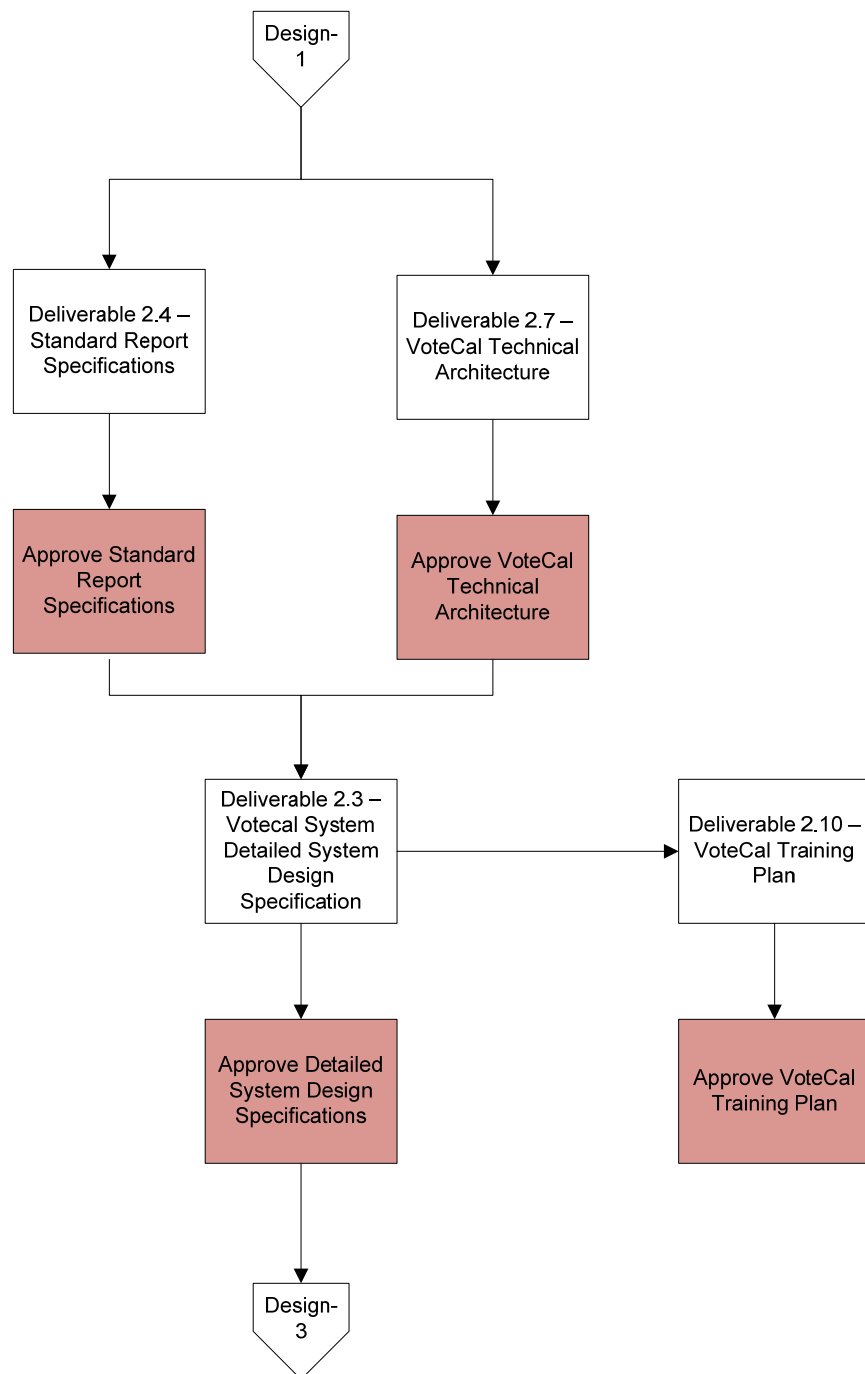 Design-
1
Deliverable 2.4 –
Standard Report
Specifications
Deliverable 2.7 –
VoteCal Technical
Architecture
Approve Standard
Report
Specifications
Approve VoteCal
Technical
Architecture
Deliverable 2.3 –
Votecal System
Detailed System
Design
Specification
Deliverable 2.10 –
VoteCal Training
Plan
Approve Detailed
System Design
Specifications
Approve VoteCal
Training Plan
Design-
3